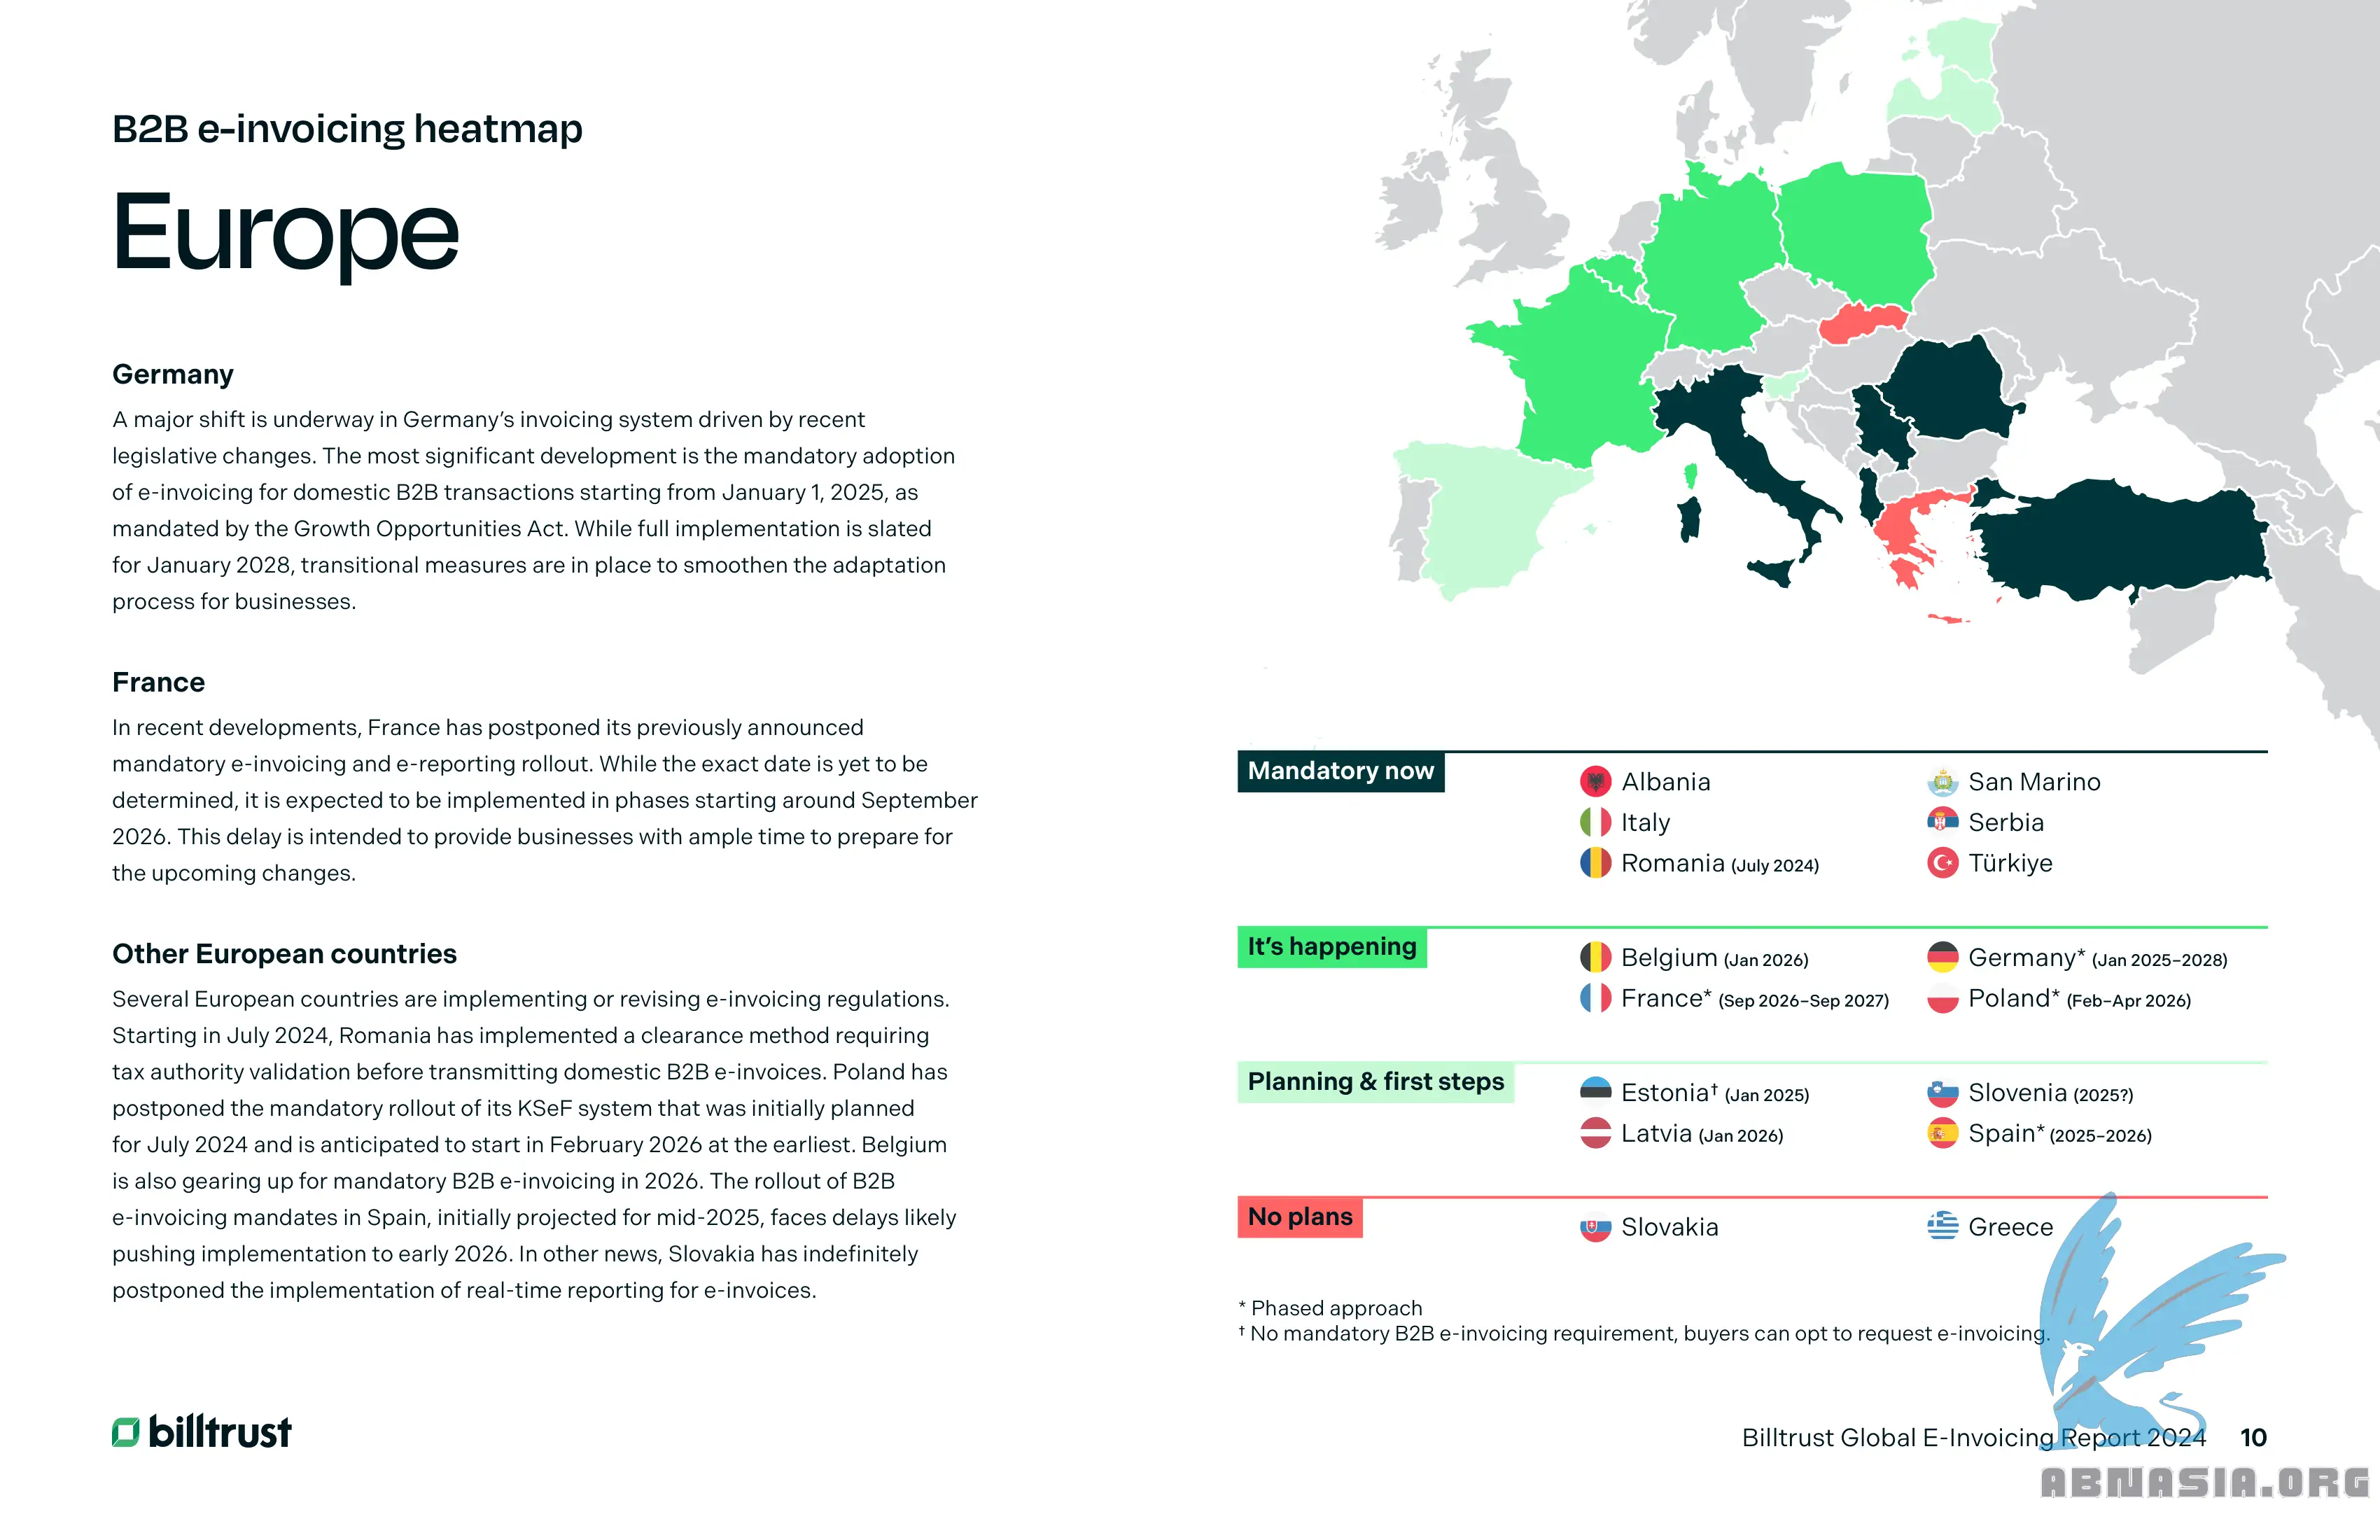 B2B e-invoicing heatmap
Europe
Germany
A major shift is underway in Germany’s invoicing system driven by recent
legislative changes. The most significant development is the mandatory adoption
of e-invoicing for domestic B2B transactions starting from January 1, 2025, as
mandated by the Growth Opportunities Act. While full implementation is slated
for January 2028, transitional measures are in place to smoothen the adaptation
process for businesses.
France
In recent developments, France has postponed its previously announced
mandatory e-invoicing and e-reporting rollout. While the exact date is yet to be
determined, it is expected to be implemented in phases starting around September
2026. This delay is intended to provide businesses with ample time to prepare for
the upcoming changes.
Other European countries
Several European countries are implementing or revising e-invoicing regulations.
Starting in July 2024, Romania has implemented a clearance method requiring
tax authority validation before transmitting domestic B2B e-invoices. Poland has
postponed the mandatory rollout of its KSeF system that was initially planned
for July 2024 and is anticipated to start in February 2026 at the earliest. Belgium
is also gearing up for mandatory B2B e-invoicing in 2026. The rollout of B2B
e-invoicing mandates in Spain, initially projected for mid-2025, faces delays likely
pushing implementation to early 2026. In other news, Slovakia has indefinitely
postponed the implementation of real-time reporting for e-invoices.
billtrust
Mandatory now
Albania
Italy
Romania (July 2024)
San Marino
Serbia
Türkiye
It’s happening
Belgium (Jan 2026)
France* (Sep 2026–Sep 2027)
Germany* (Jan 2025–2028)
Poland* (Feb–Apr 2026)
Planning & first steps
Estonia† (Jan 2025)
Latvia (Jan 2026)
Slovenia (2025?)
Spain* (2025–2026)
No plans
Slovakia
Greece
* Phased approach
† No mandatory B2B e-invoicing requirement, buyers can opt to request e-invoicing.
Billtrust Global E-Invoicing Report 2024 10
ABNASIA.ORG